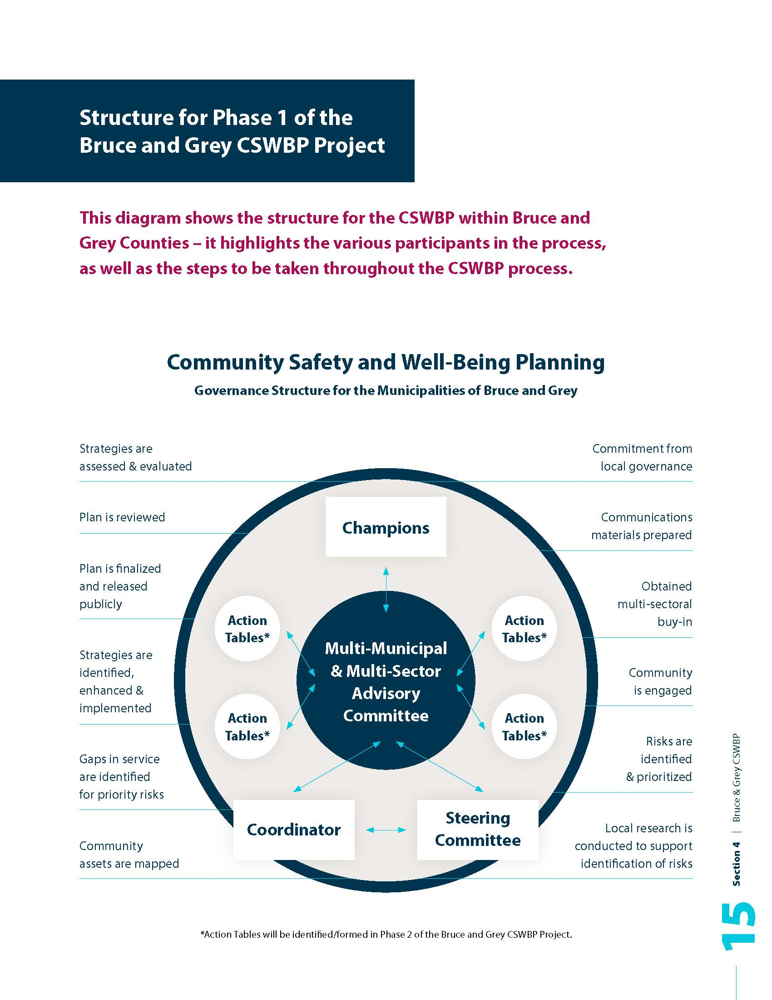 Structure for Phase 1 of the
Bruce and Grey CSWBP Project
This diagram shows the structure for the CSWBP within Bruce and
Grey Counties – it highlights the various participants in the process,
as well as the steps to be taken throughout the CSWBP process.
Community Safety and Well-Being Planning
Governance Structure for the Municipalities of Bruce and Grey
Strategies are
assessed & evaluated
Plan is reviewed
Plan is finalized
and released
publicly
Strategies are
identified,
enhanced &
implemented
Gaps in service
are identified
for priority risks
Community
assets are mapped
Champions
Action
Tables*
Action
Tables*
Multi-Municipal
& Multi-Sector
Advisory
Committee
Action
Tables*
Action
Tables*
Coordinator
Steering
Committee
Commitment from
local governance
Communications
materials prepared
Obtained
multi-sectoral
buy-in
Community
is engaged
Risks are
identified
& prioritized
Local research is
conducted to support
identification of risks
*Action Tables will be identified/formed in Phase 2 of the Bruce and Grey CSWBP Project.
15 Section 4 | Bruce & Grey CSWBP